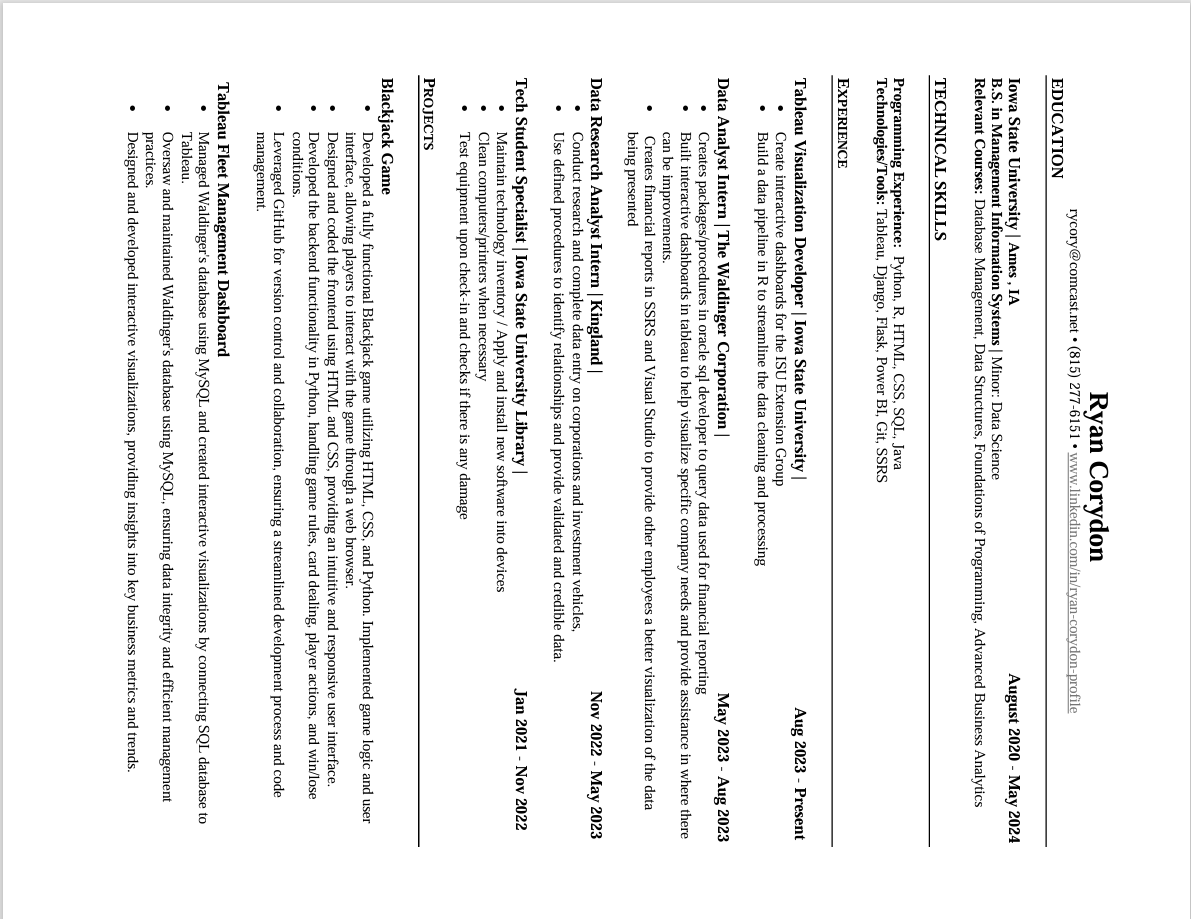 Ryan Corydon
rycory@comcast.net • (815) 277-6151 • www.linkedin.com/in/ryan-corydon-profile
EDUCATION
Iowa State University | Ames , IA August 2020 - May 2024
B.S. in Management Information Systems | Minor: Data Science
Relevant Courses: Database Management, Data Structures, Foundations of Programming, Advanced Business Analytics
TECHNICAL SKILLS
Programming Experience: Python, R, HTML, CSS, SQL, Java
Technologies/Tools: Tableau, Django, Flask, Power BI, Git, SSRS
EXPERIENCE
Tableau Visualization Developer | Iowa State University | Aug 2023 - Present
• Create interactive dashboards for the ISU Extension Group
• Build a data pipeline in R to streamline the data cleaning and processing
Data Analyst Intern | The Waldinger Corporation | May 2023 - Aug 2023
• Creates packages/procedures in oracle sql developer to query data used for financial reporting
• Built interactive dashboards in tableau to help visualize specific company needs and provide assistance in where there
can be improvements.
• Creates financial reports in SSRS and Visual Studio to provide other employees a better visualization of the data
being presented
Data Research Analyst Intern | Kingland | Nov 2022 - May 2023
• Conduct research and complete data entry on corporations and investment vehicles,
• Use defined procedures to identify relationships and provide validated and credible data.
Tech Student Specialist | Iowa State University Library | Jan 2021 - Nov 2022
• Maintain technology inventory / Apply and install new software into devices
• Clean computers/printers when necessary
• Test equipment upon check-in and checks if there is any damage
PROJECTS
Blackjack Game
• Developed a fully functional Blackjack game utilizing HTML, CSS, and Python. Implemented game logic and user
interface, allowing players to interact with the game through a web browser.
• Designed and coded the frontend using HTML and CSS, providing an intuitive and responsive user interface.
• Developed the backend functionality in Python, handling game rules, card dealing, player actions, and win/lose
conditions.
• Leveraged GitHub for version control and collaboration, ensuring a streamlined development process and code
management.
Tableau Fleet Management Dashboard
• Managed Waldinger's database using MySQL and created interactive visualizations by connecting SQL database to
Tableau.
• Oversaw and maintained Waldinger's database using MySQL, ensuring data integrity and efficient management
practices.
• Designed and developed interactive visualizations, providing insights into key business metrics and trends.